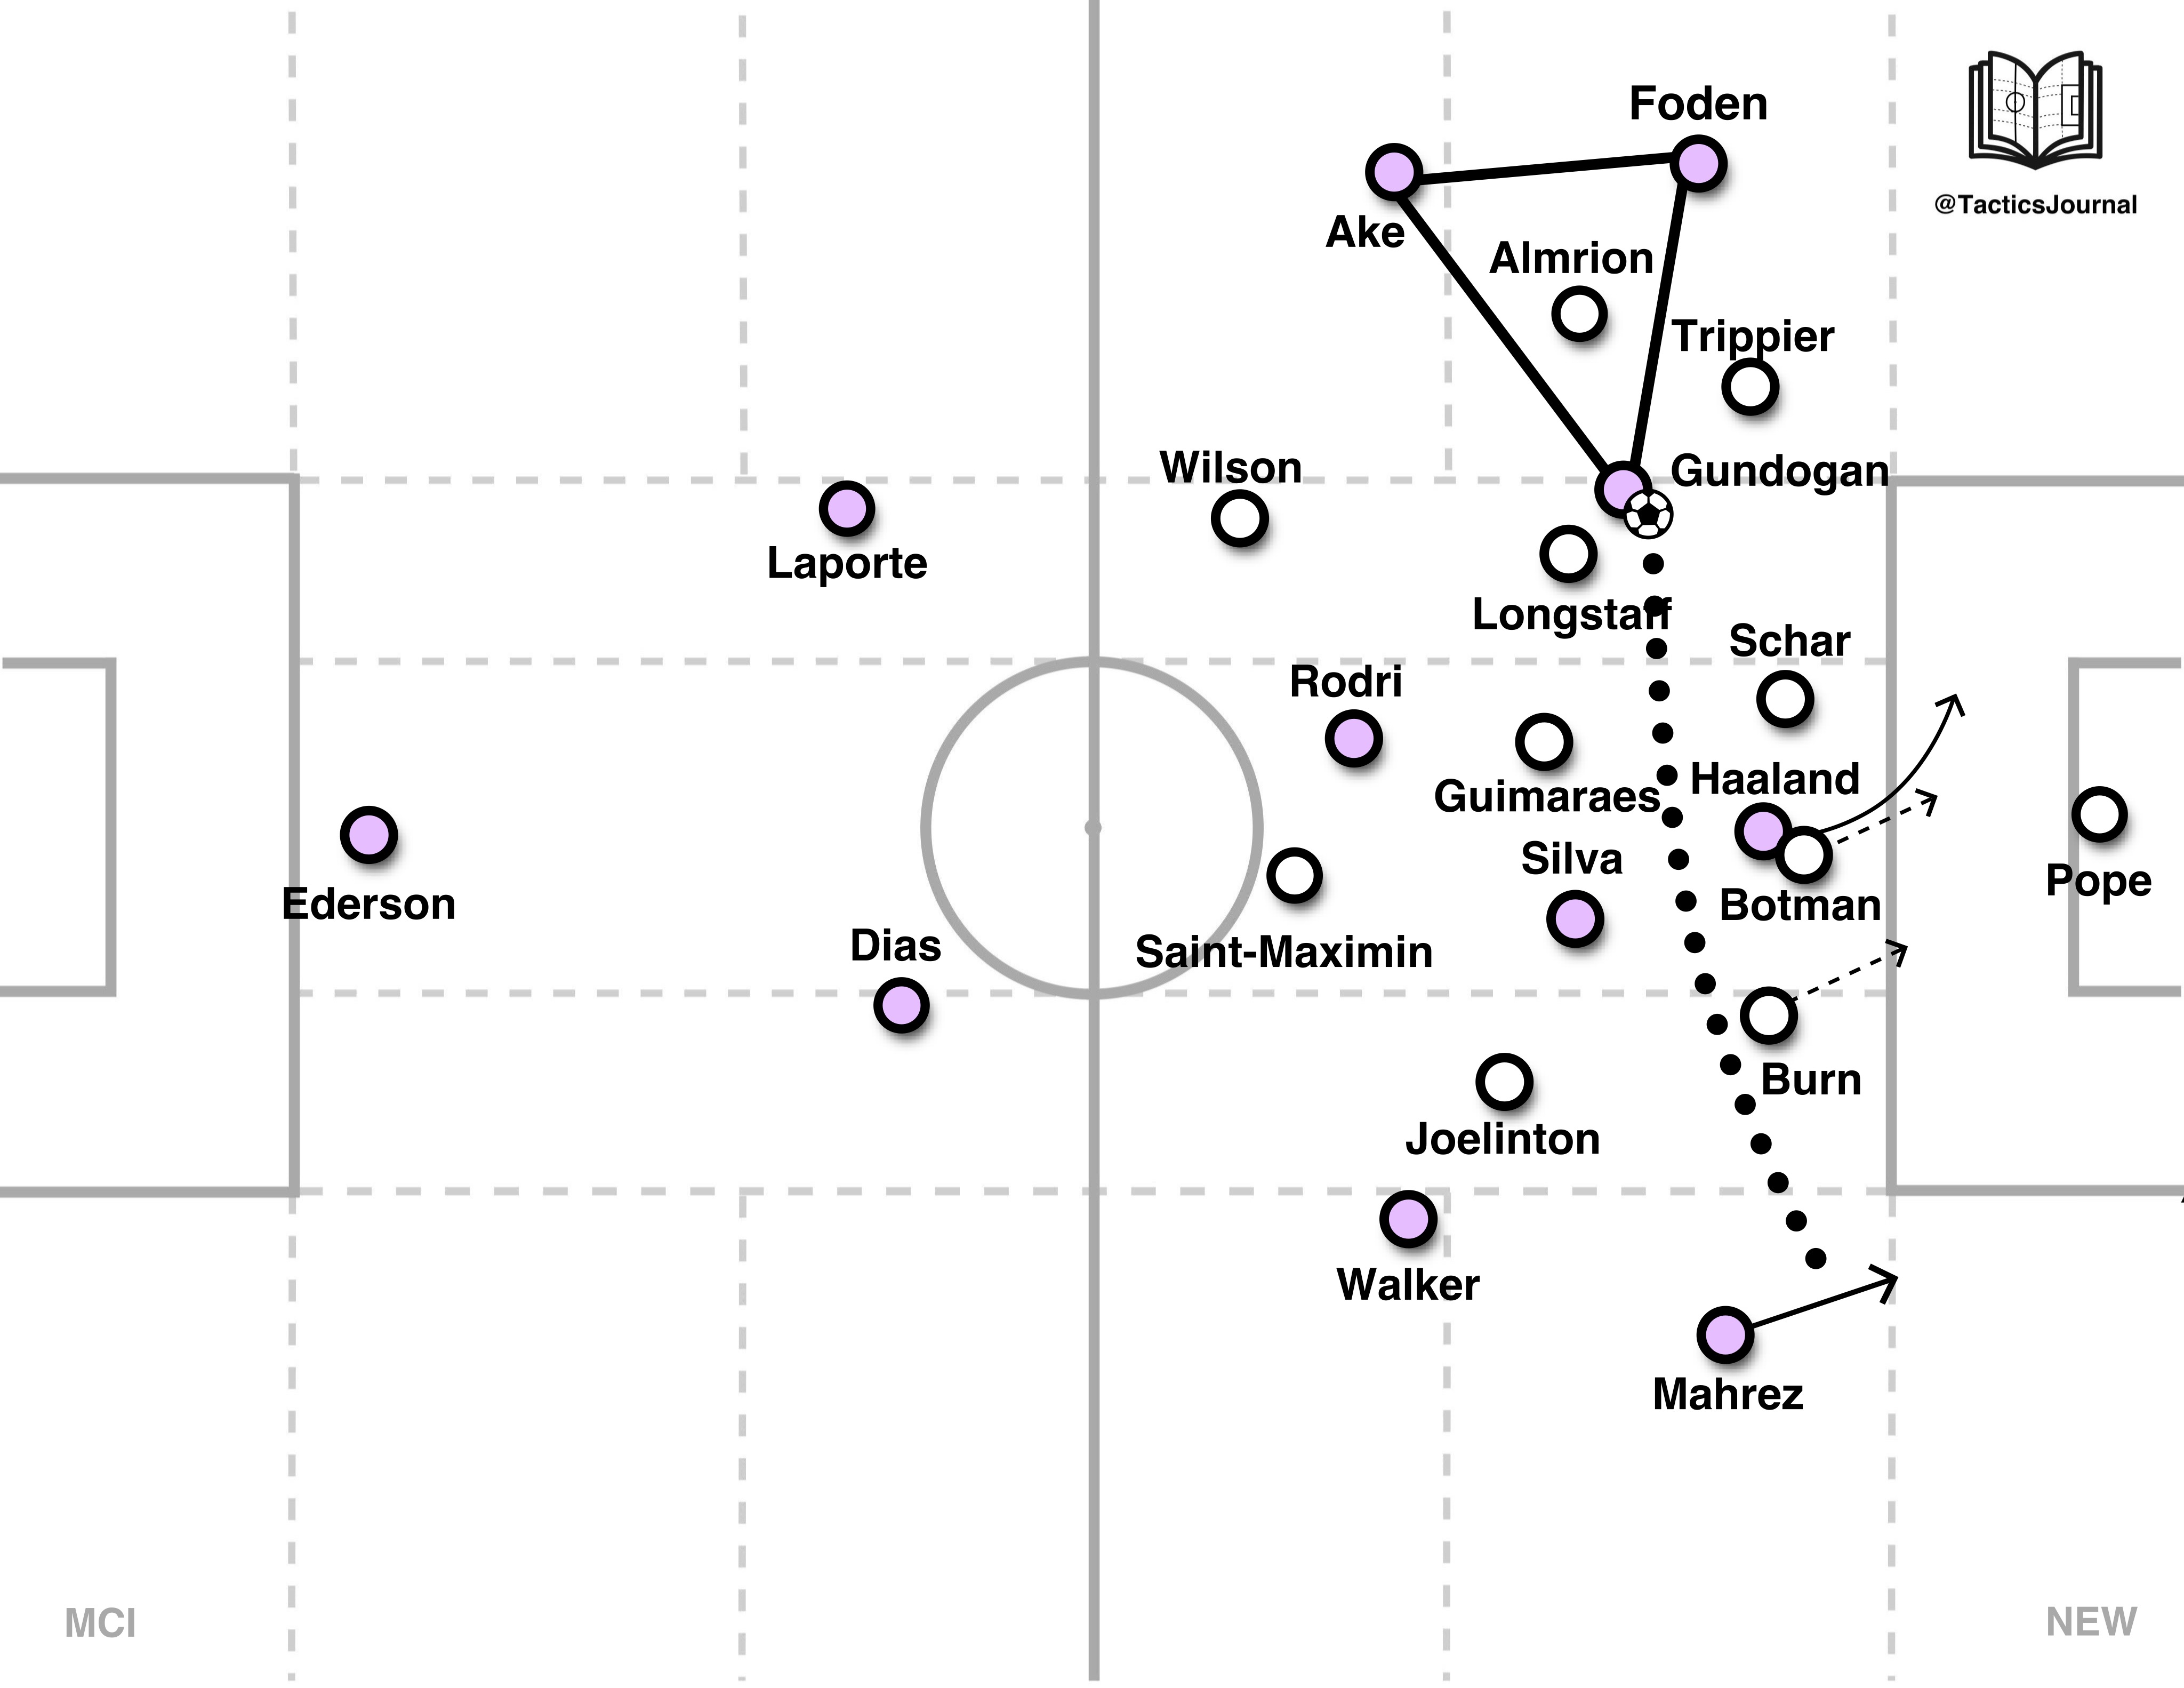 Foden
@TacticsJournal
Ake
Almrion
Trippier
Wilson
Gundogan
Laporte
Longstaff
Schar
Rodri
Haaland
Guimaraes
Silva
Pope
Ederson
Botman
Dias
Saint-Maximin
Burn
Joelinton
Walker
Mahrez
MCI
NEW